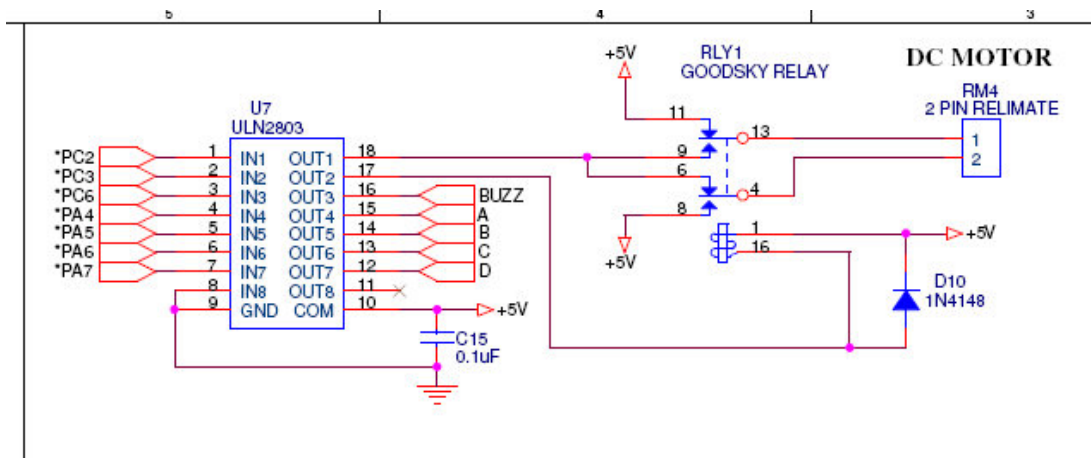 5 4 3
+5V
RLY1
GOODSKY RELAY
DC MOTOR
RM4
2 PIN RELIMATE
U7
ULN2803
*PC2 1 IN1 OUT1 18
*PC3 2 IN2 OUT2 17
*PC6 3 IN3 OUT3 16 BUZZ
*PA4 4 IN4 OUT4 15 A
*PA5 5 IN5 OUT5 14 B
*PA6 6 IN6 OUT6 13 C
*PA7 7 IN7 OUT7 12 D
8 IN8 OUT8 11
9 GND COM 10 +5V
C15
0.1uF
11
13 1
9
6 2
4
8
+5V
1 +5V
16
D10
1N4148